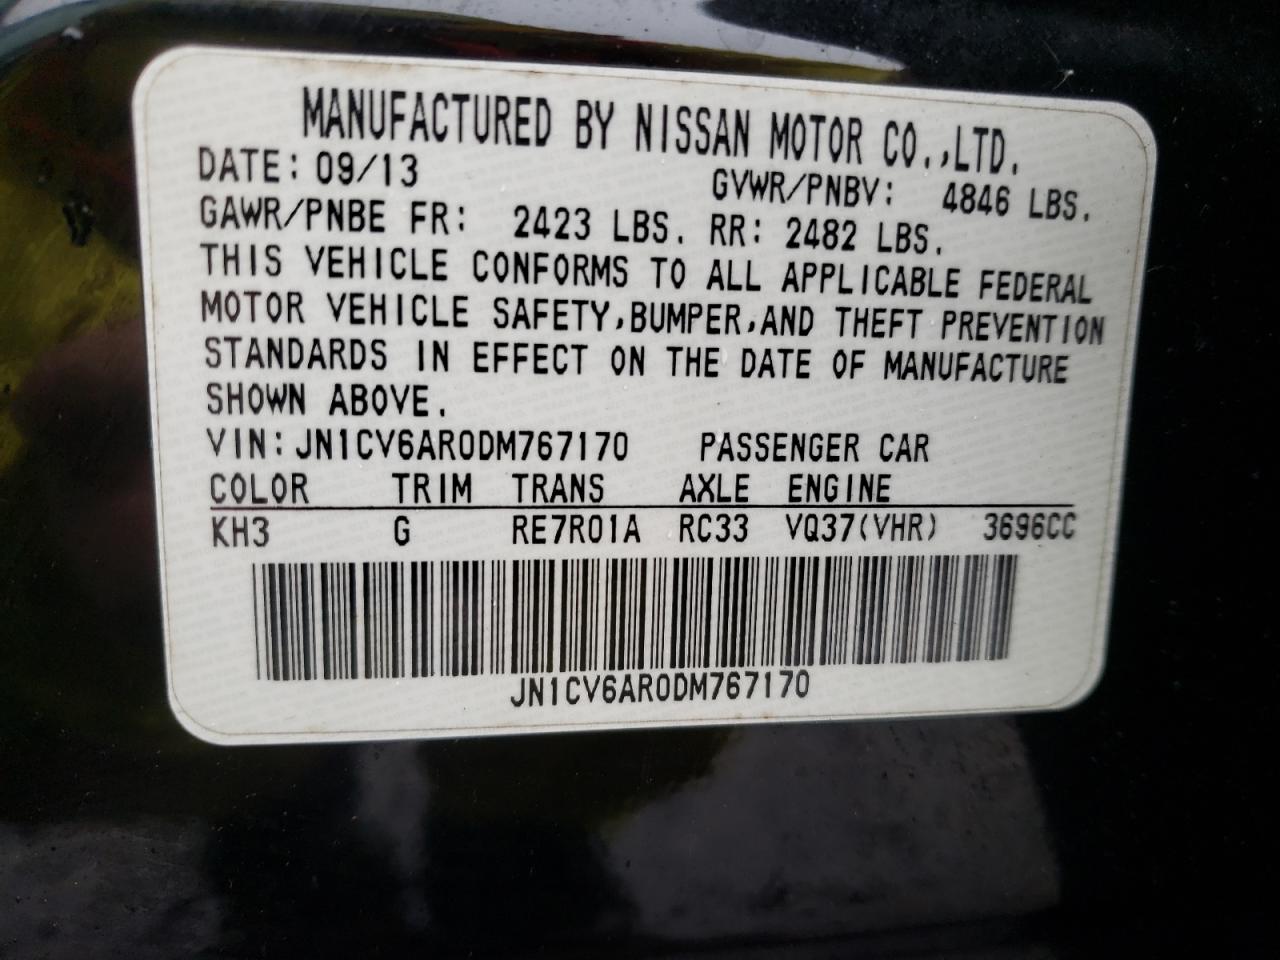 MANUFACTURED BY NISSAN MOTOR CO.,LTD.
DATE: 09/13 GVWR/PNBV: 4846 LBS.
GAWR/PNBE FR: 2423 LBS. RR: 2482 LBS.
THIS VEHICLE CONFORMS TO ALL APPLICABLE FEDERAL
MOTOR VEHICLE SAFETY,BUMPER,AND THEFT PREVENTION
STANDARDS IN EFFECT ON THE DATE OF MANUFACTURE
SHOWN ABOVE.
VIN:JN1CV6AR0DM767170 PASSENGER CAR
COLOR TRIM TRANS AXLE ENGINE
KH3 G RE7R01A RC33 VQ37(VHR) 3696CC
JN1CV6AR0DM767170